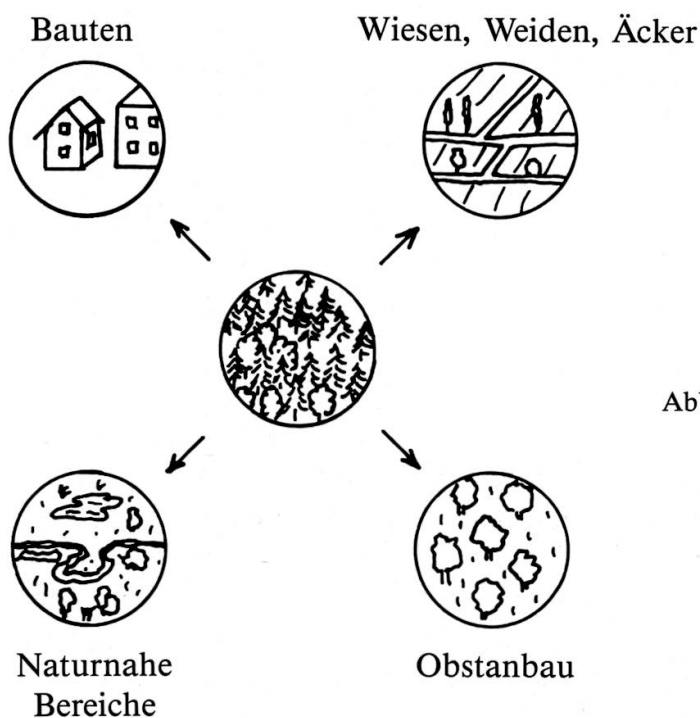 Bauten
Wiesen, Weiden, Äcker
Naturnahe
Bereiche
Obstanbau